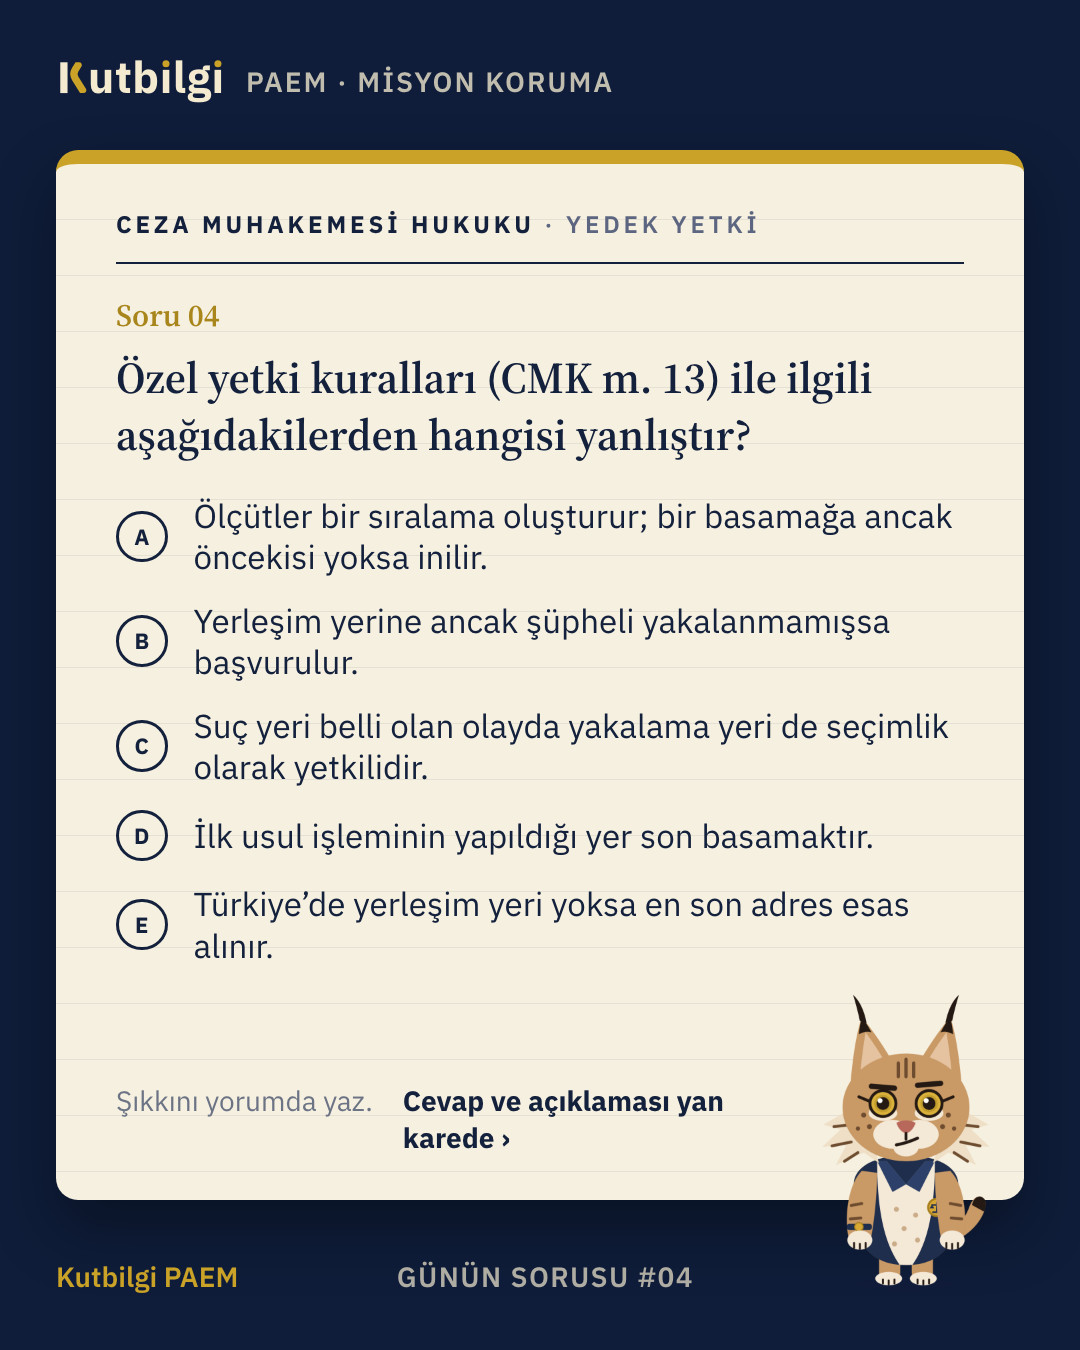 Kutbilgi PAEM · MİSYON KORUMA
CEZA MUHAKEMESİ HUKUKU · YEDEK YETKİ
Soru 04
Özel yetki kuralları (CMK m. 13) ile ilgili
aşağıdakilerden hangisi yanlıştır?
A Ölçütler bir sıralama oluşturur; bir basamağa ancak
öncekisi yoksa inilir.
B Yerleşim yerine ancak şüpheli yakalanmamışsa
başvurulur.
C Suç yeri belli olan olayda yakalama yeri de seçimlik
olarak yetkilidir.
D İlk usul işleminin yapıldığı yer son basamaktır.
E Türkiye’de yerleşim yeri yoksa en son adres esas
alınır.
Şıkkını yorumda yaz. Cevap ve açıklaması yan
karede ›
Kutbilgi PAEM GÜNÜN SORUSU #04